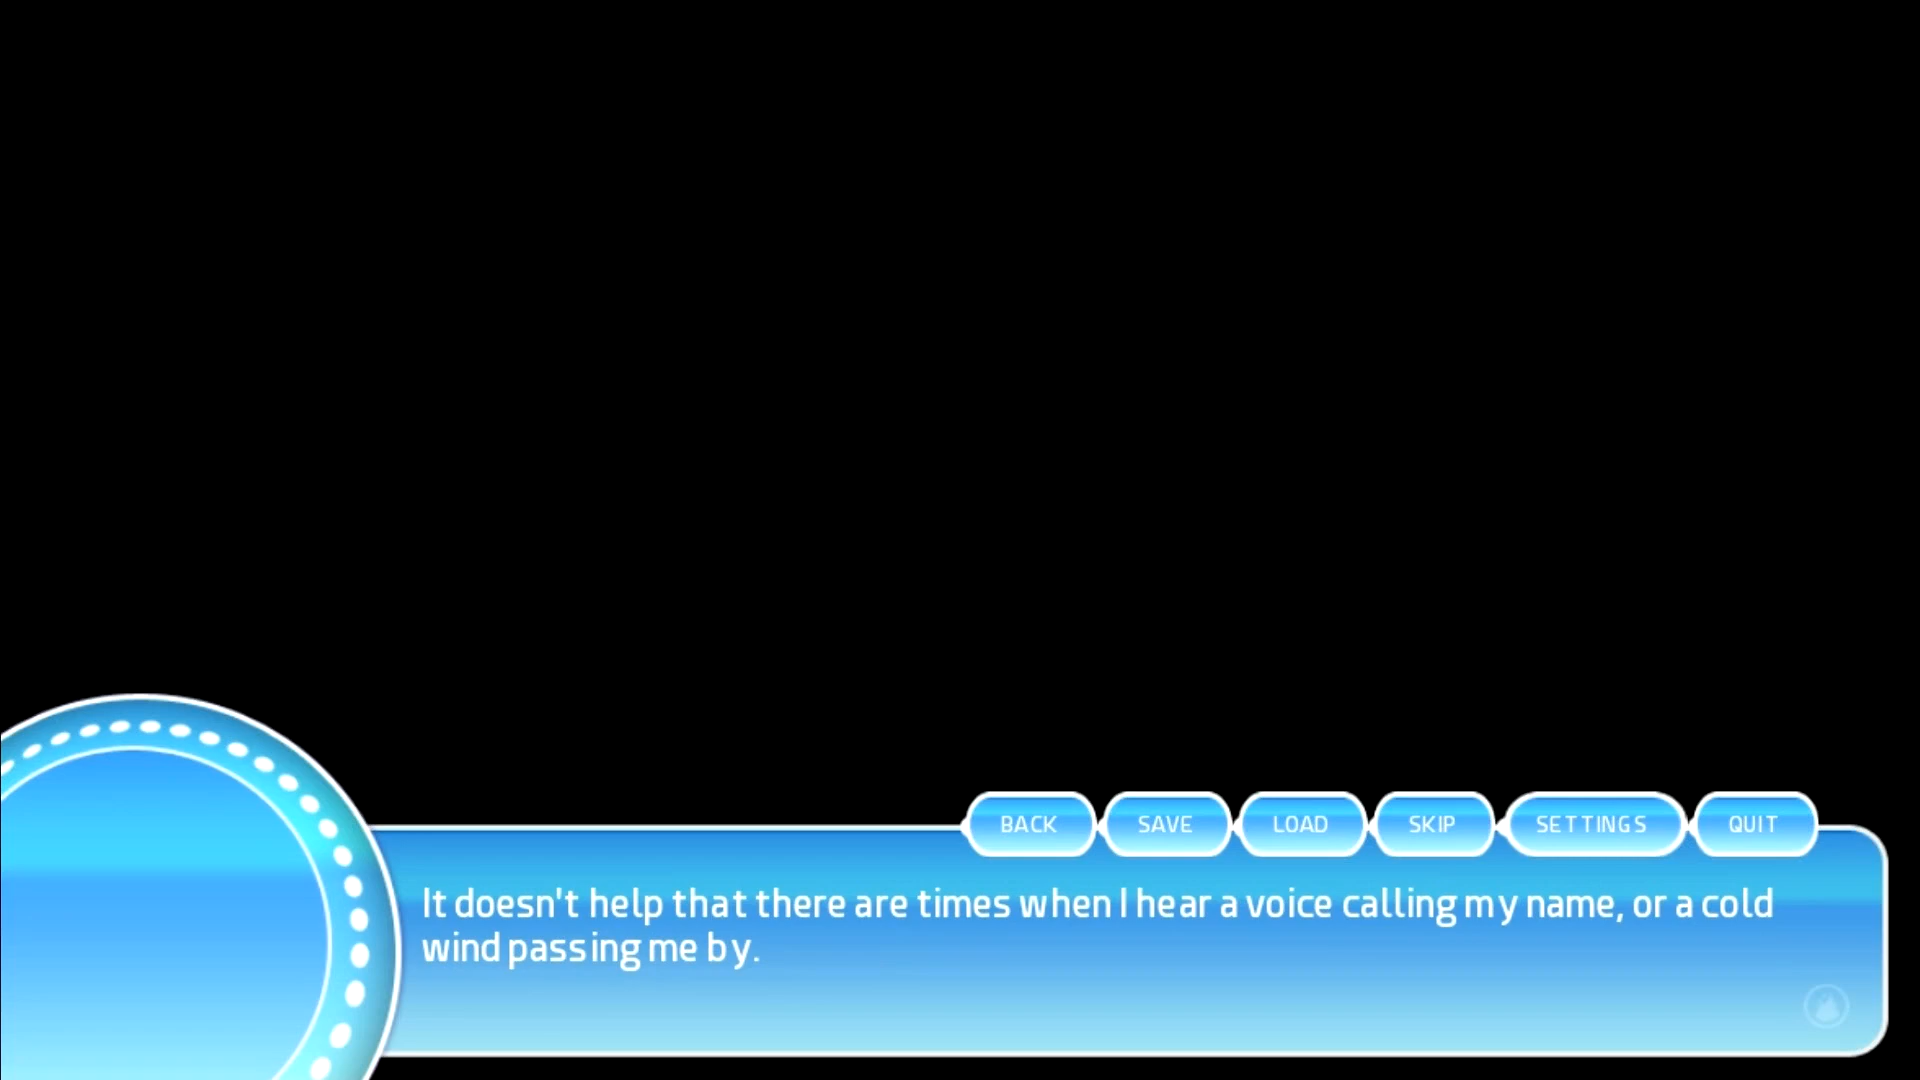 BACK SAVE LOAD SKIP SETTINGS QUIT
It doesn't help that there are times when I hear a voice calling my name, or a cold
wind passing me by.